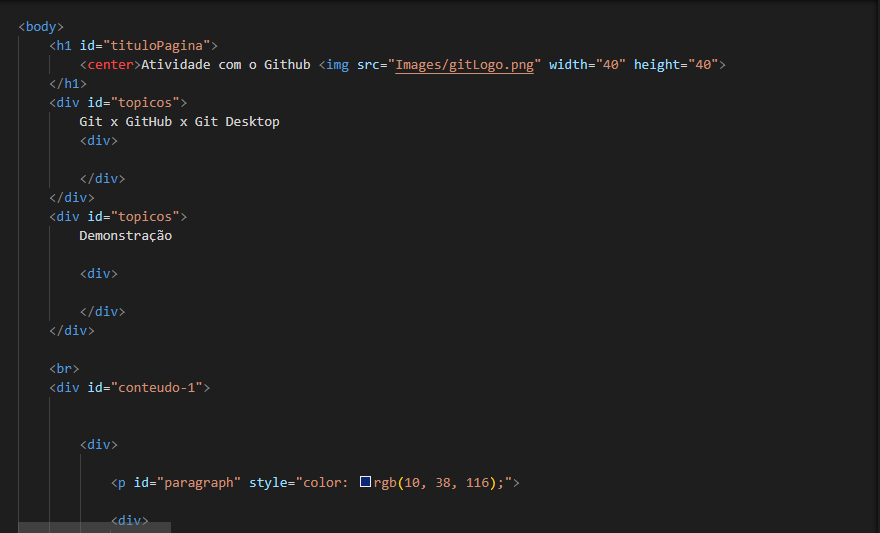 <body>
<h1 id="tituloPagina">
<center>Atividade com o Github <img src="Images/gitLogo.png" width="40" height="40">
</h1>
<div id="topicos">
Git x GitHub x Git Desktop
<div>
</div>
</div>
<div id="topicos">
Demonstração
<div>
</div>
</div>
<br>
<div id="conteudo-1">
<div>
<p id="paragraph" style="color: rgb(10, 38, 116);">
<div>